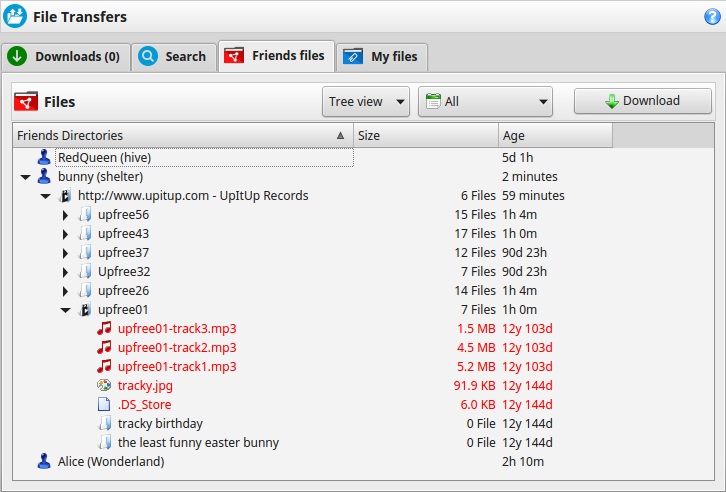 File Transfers
Downloads (0) Search Friends files My files
Files Tree view All Download
Friends Directories Size Age
RedQueen (hive) 5d 1h
bunny (shelter) 2 minutes
http://www.upitup.com - UpItUp Records 6 Files 59 minutes
upfree56 15 Files 1h 4m
upfree43 17 Files 1h 0m
upfree37 12 Files 90d 23h
Upfree32 7 Files 90d 23h
upfree26 14 Files 1h 4m
upfree01 7 Files 1h 0m
upfree01-track3.mp3 1.5 MB 12y 103d
upfree01-track2.mp3 4.5 MB 12y 103d
upfree01-track1.mp3 5.2 MB 12y 103d
tracky.jpg 91.9 KB 12y 144d
.DS_Store 6.0 KB 12y 144d
tracky birthday 0 File 12y 144d
the least funny easter bunny 0 File 12y 144d
Alice (Wonderland) 2h 10m